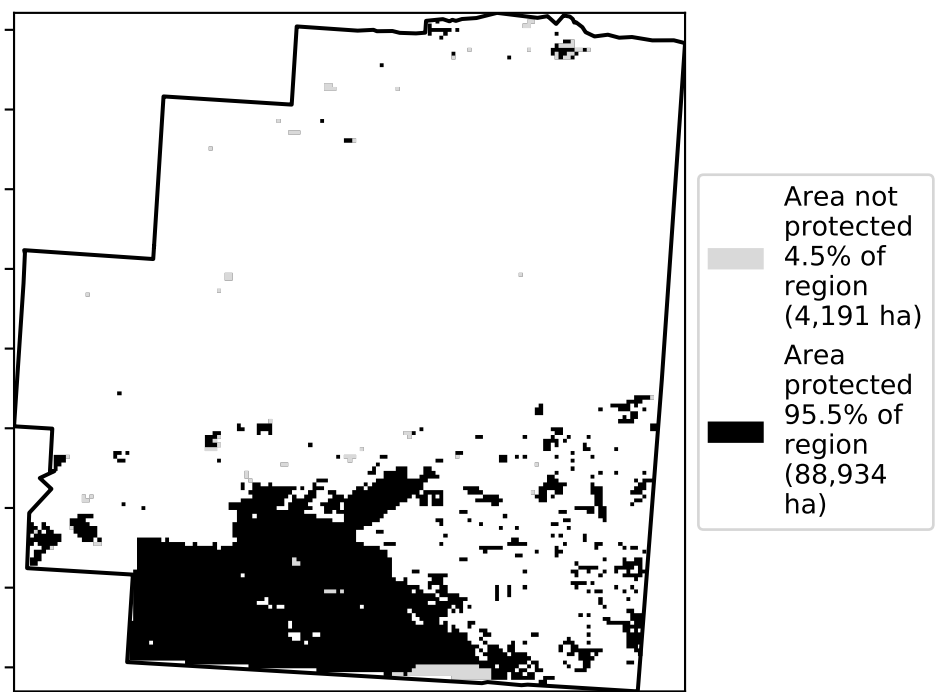 Area not
protected
4.5% of
region
(4,191 ha)
Area
protected
95.5% of
region
(88,934
ha)